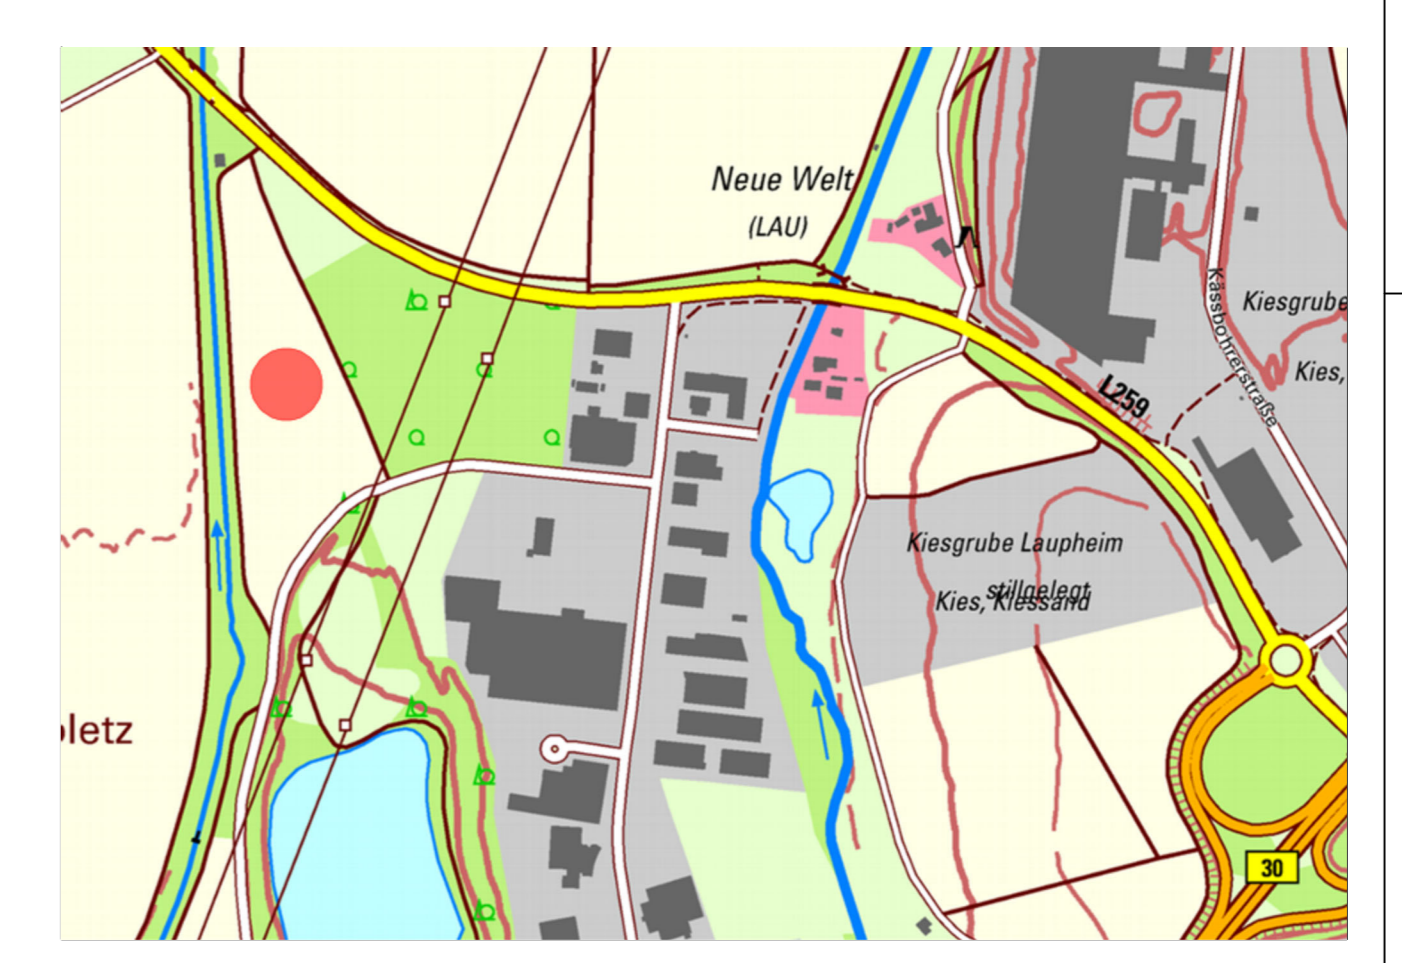 Neue Welt
(LAU)
Kässbohrerstraße
Kiesgrube
Kies,
L259
Kiesgrube Laupheim
stillgelegt
Kies, Kiessand
letz
30